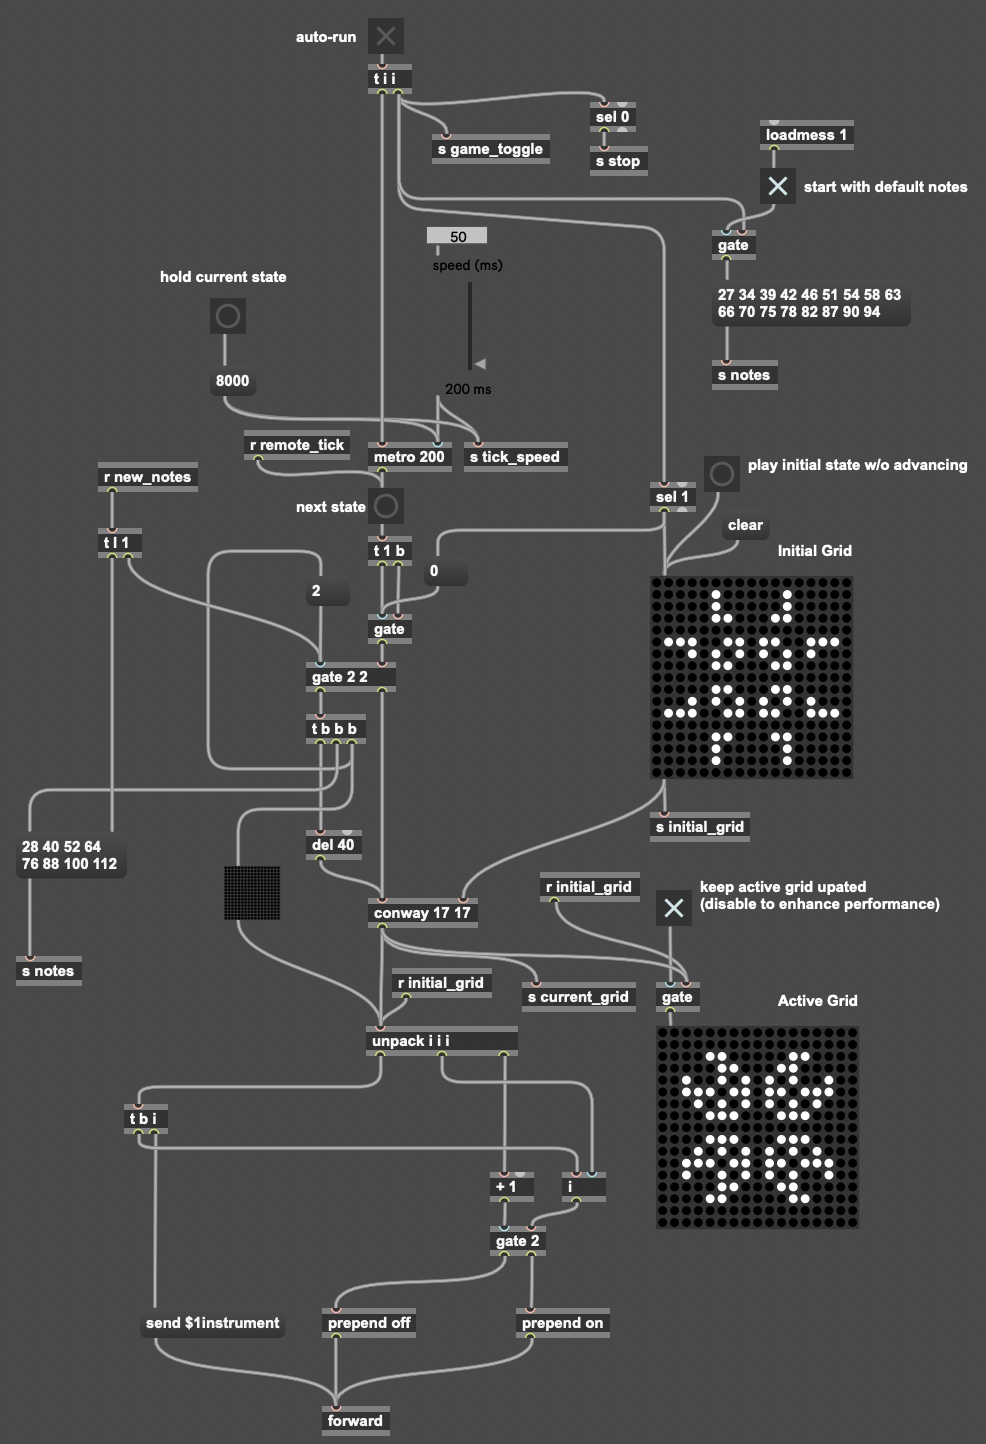 auto-run
t i i
sel 0
s game_toggle
s stop
loadmess 1
start with default notes
gate
50
speed (ms)
27 34 39 42 46 51 54 58 63
66 70 75 78 82 87 90 94
hold current state
8000
s notes
200 ms
r remote_tick
metro 200
s tick_speed
play initial state w/o advancing
r new_notes
sel 1
next state
clear
t l 1
t 1 b
Initial Grid
0
2
gate
gate 2 2
t b b b
s initial_grid
28 40 52 64
76 88 100 112
del 40
r initial_grid
keep active grid upated
(disable to enhance performance)
conway 17 17
s notes
r initial_grid
s current_grid
gate
Active Grid
unpack i i i
t b i
+ 1
i
gate 2
send $1instrument
prepend off
prepend on
forward